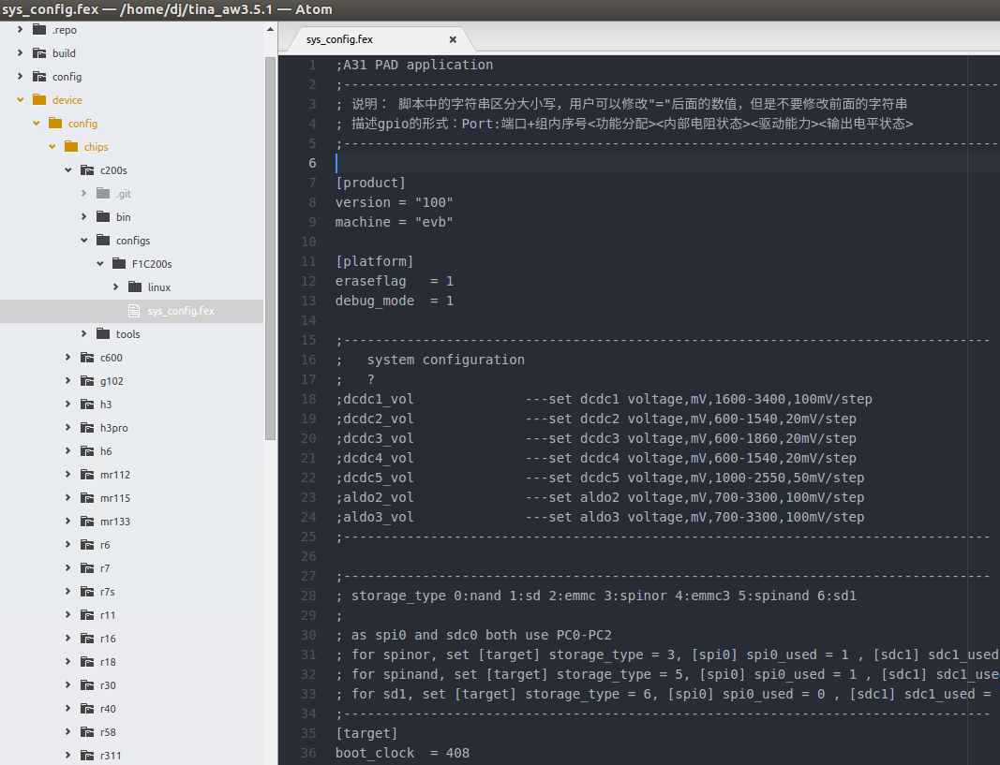 sys_config.fex — /home/dj/tina_aw3.5.1 — Atom
.repo
build
config
device
config
chips
c200s
.git
bin
configs
F1C200s
linux
sys_config.fex
tools
c600
g102
h3
h3pro
h6
mr112
mr115
mr133
r6
r7
r7s
r11
r16
r18
r30
r40
r58
r311
sys_config.fex ×
1 ;A31 PAD application
2 ;------------------------------------------------------------------------------------
3 ; 说明： 脚本中的字符串区分大小写，用户可以修改"="后面的数值，但是不要修改前面的字符串
4 ; 描述gpio的形式：Port:端口+组内序号<功能分配><内部电阻状态><驱动能力><输出电平状态>
5 ;------------------------------------------------------------------------------------
6
7 [product]
8 version = "100"
9 machine = "evb"
10
11 [platform]
12 eraseflag   = 1
13 debug_mode  = 1
14
15 ;----------------------------------------------------------------------------------
16 ;   system configuration
17 ;   ?
18 ;dcdc1_vol              ---set dcdc1 voltage,mV,1600-3400,100mV/step
19 ;dcdc2_vol              ---set dcdc2 voltage,mV,600-1540,20mV/step
20 ;dcdc3_vol              ---set dcdc3 voltage,mV,600-1860,20mV/step
21 ;dcdc4_vol              ---set dcdc4 voltage,mV,600-1540,20mV/step
22 ;dcdc5_vol              ---set dcdc5 voltage,mV,1000-2550,50mV/step
23 ;aldo2_vol              ---set aldo2 voltage,mV,700-3300,100mV/step
24 ;aldo3_vol              ---set aldo3 voltage,mV,700-3300,100mV/step
25 ;----------------------------------------------------------------------------------
26
27 ;----------------------------------------------------------------------------------
28 ; storage_type 0:nand 1:sd 2:emmc 3:spinor 4:emmc3 5:spinand 6:sd1
29 ;
30 ; as spi0 and sdc0 both use PC0-PC2
31 ; for spinor, set [target] storage_type = 3, [spi0] spi0_used = 1 , [sdc1] sdc1_used
32 ; for spinand, set [target] storage_type = 5, [spi0] spi0_used = 1 , [sdc1] sdc1_use
33 ; for sd1, set [target] storage_type = 6, [spi0] spi0_used = 0 , [sdc1] sdc1_used =
34 ;----------------------------------------------------------------------------------
35 [target]
36 boot_clock  = 408